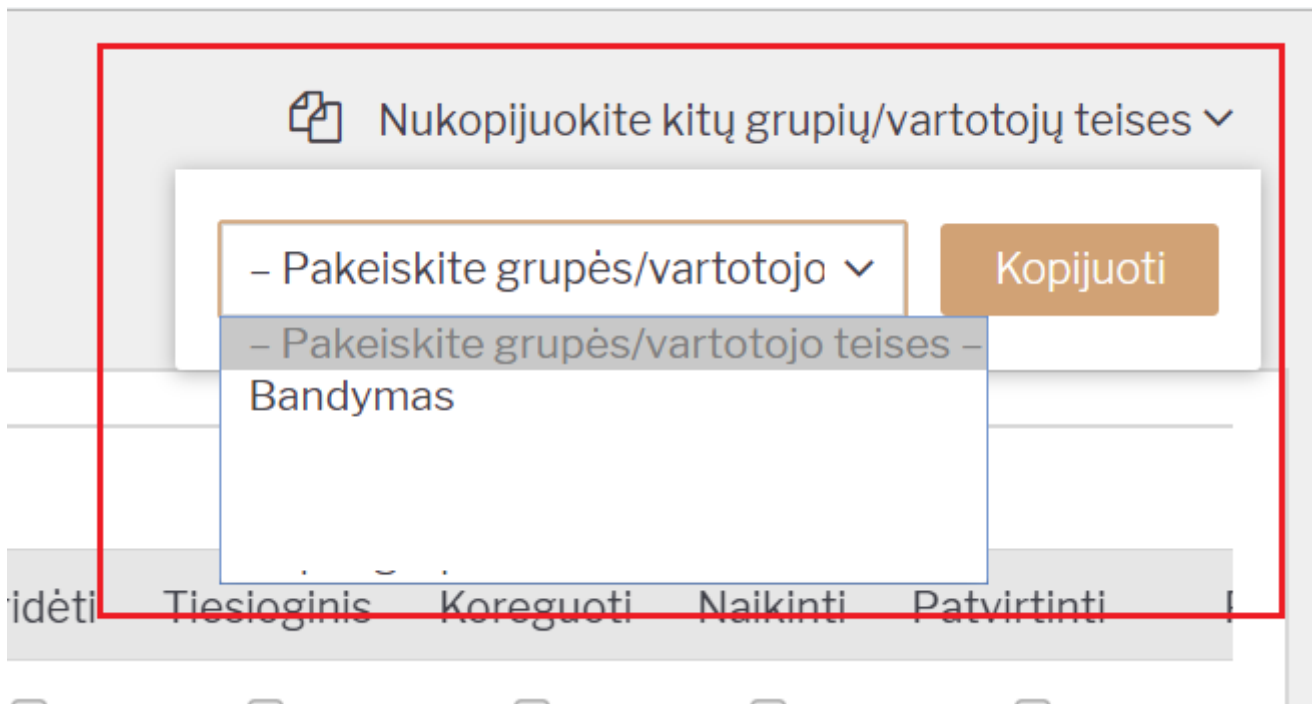 Nukopijuokite kitų grupių/vartotojų teises
– Pakeiskite grupės/vartotojo
Kopijuoti
– Pakeiskite grupės/vartotojo teises –
Bandymas
Tiesioginis Koreguoti Naikinti Patvirtinti